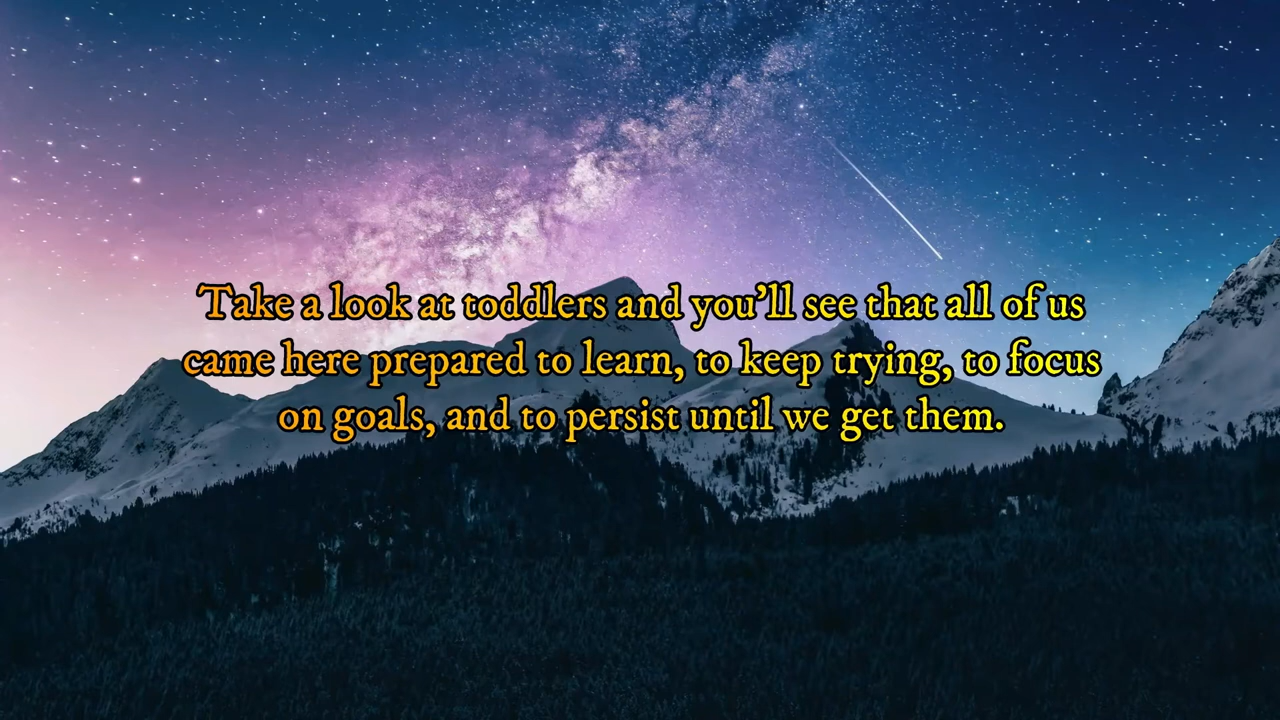 Take a look at toddlers and you’ll see that all of us
came here prepared to learn, to keep trying, to focus
on goals, and to persist until we get them.